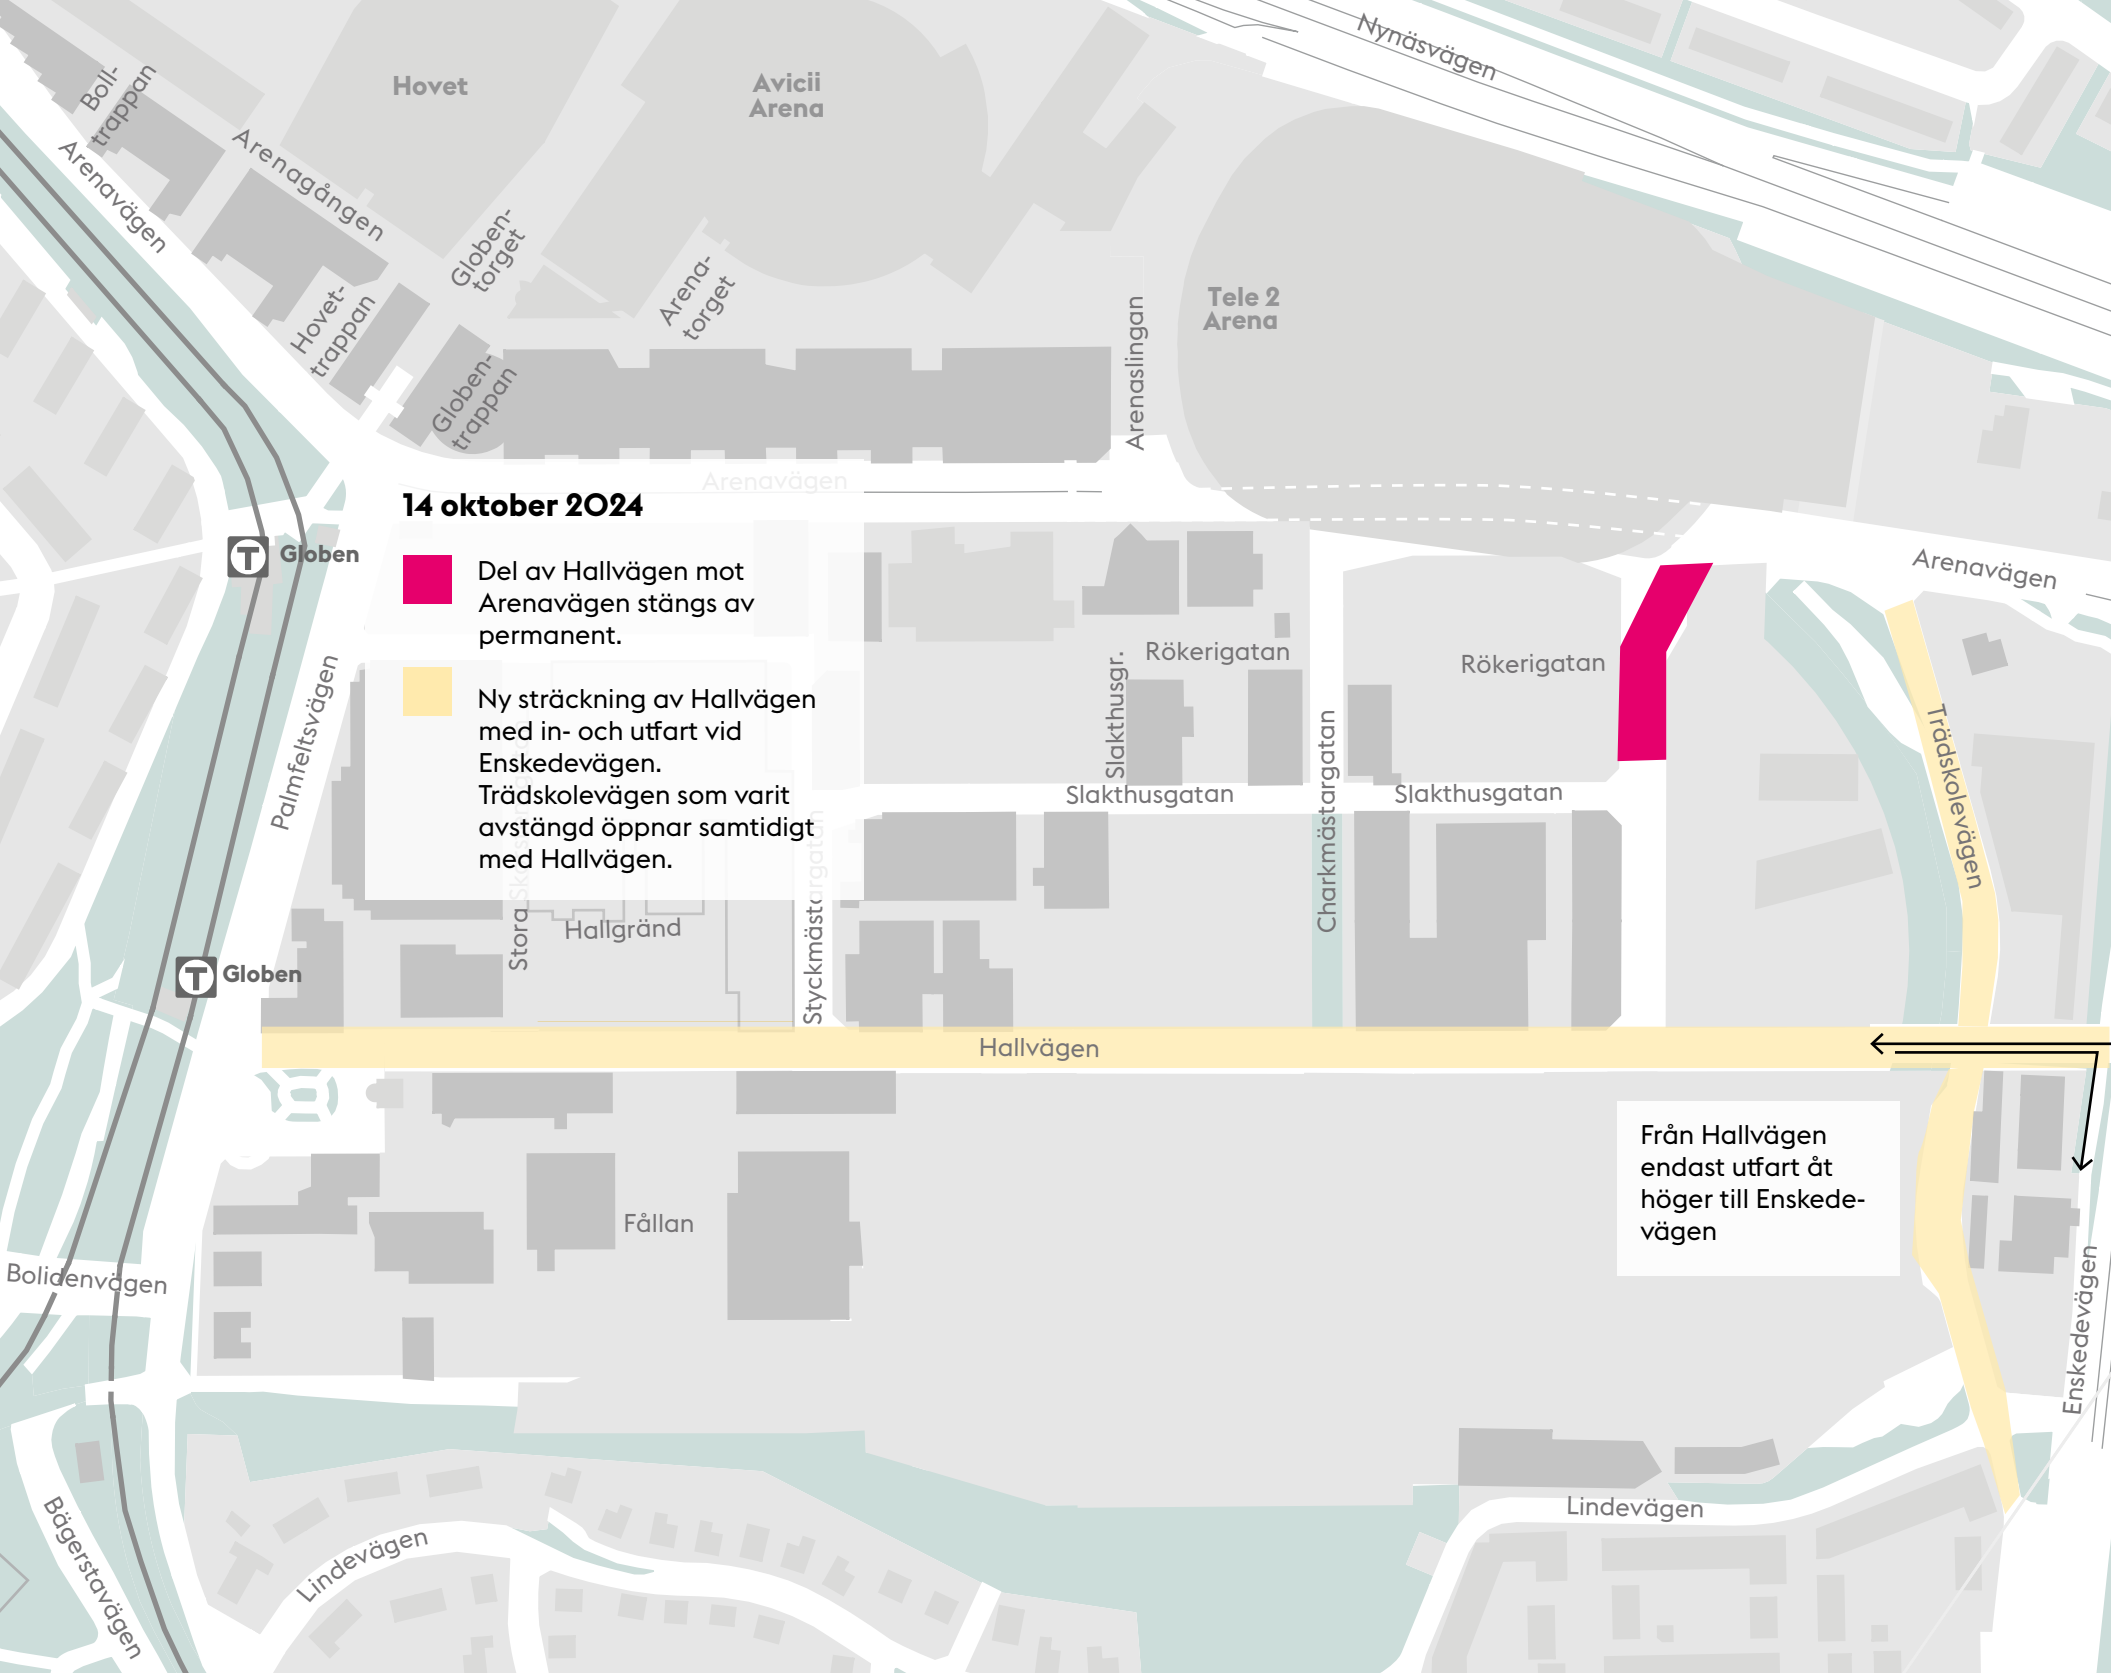 Nynäsvägen
Boll-
trappan
Hovet
Avicii
Arena
Arenagången
Arenavägen
Globen-
torget
Arena-
torget
Hovet-
trappan
Tele 2
Arena
Arenaslingan
Globen-
trappan
Arenavägen
14 oktober 2024
Del av Hallvägen mot
Arenavägen stängs av
permanent.
Ny sträckning av Hallvägen
med in- och utfart vid
Enskedevägen.
Trädskolevägen som varit
avstängd öppnar samtidigt
med Hallvägen.
T Globen
Arenavägen
Rökerigatan
Rökerigatan
Slakthusgr.
Palmfeltsvägen
Trädskolevägen
Slakthusgatan
Slakthusgatan
Charkmästargatan
Styckmästargatan
Stora
Hallgränd
T Globen
Hallvägen
Från Hallvägen
endast utfart åt
höger till Enskede-
vägen
Fållan
Bolidenvägen
Enskedevägen
Lindevägen
Lindevägen
Bägerstavägen